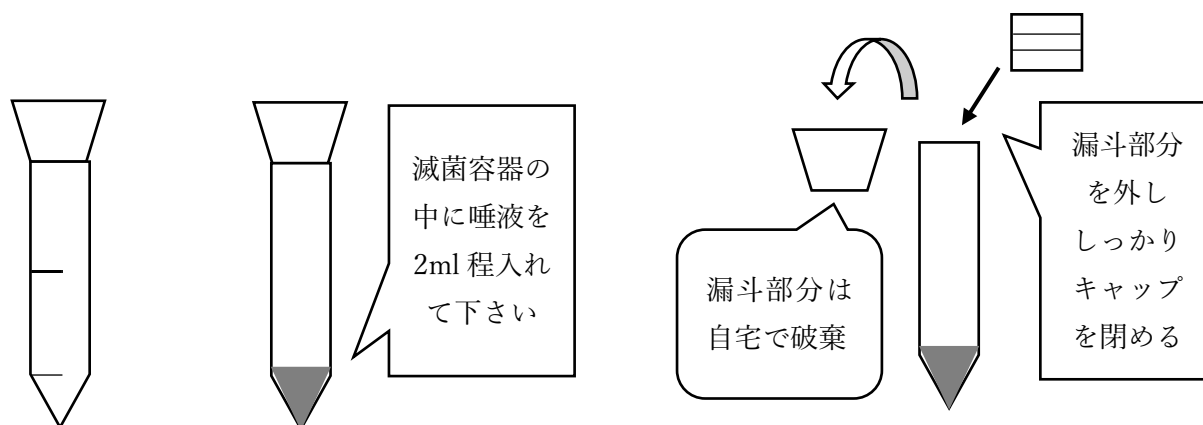 滅菌容器の
中に唾液を
2ml 程入れ
て下さい
漏斗部分は
自宅で破棄
漏斗部分
を外し
しっかり
キャップ
を閉める